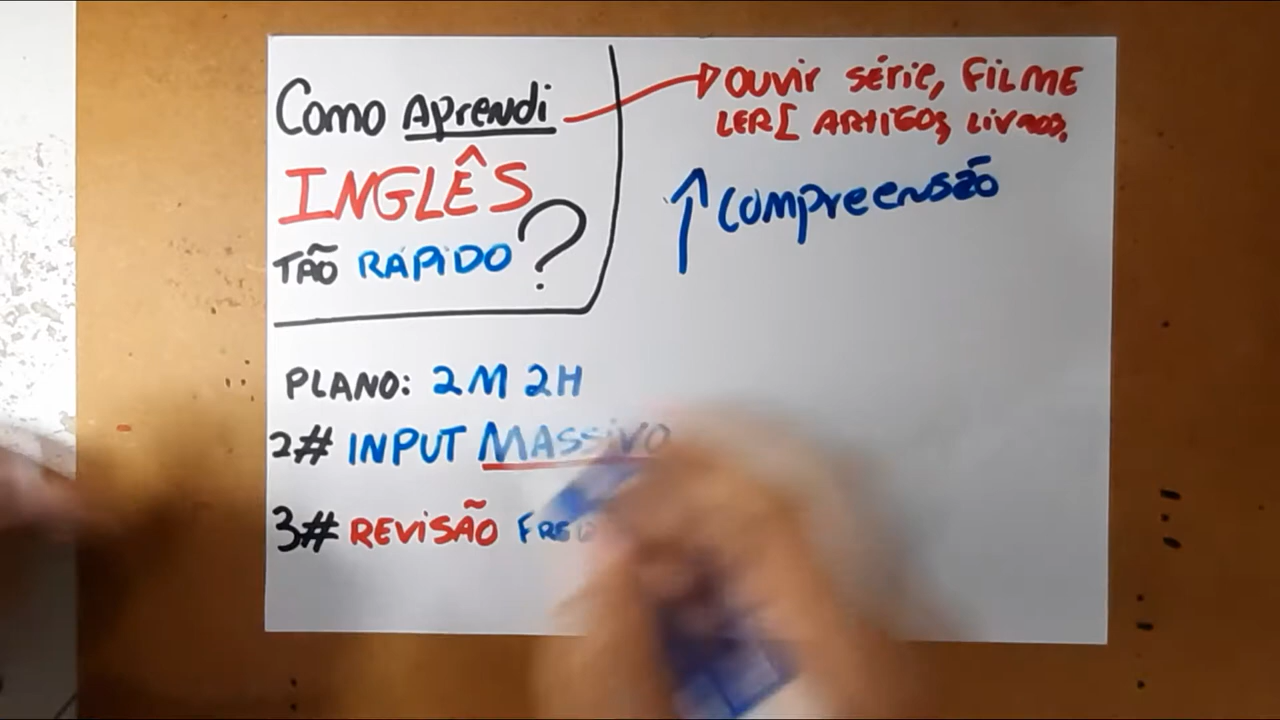 Como Aprendi
INGLÊS
TÃO RÁPIDO?
OUVIR SÉRIE, FILME
LER[ ARTIGOS, LIVROS,
COMPREENSÃO
PLANO: 2M 2H
2# INPUT MASSIVO
3# REVISÃO